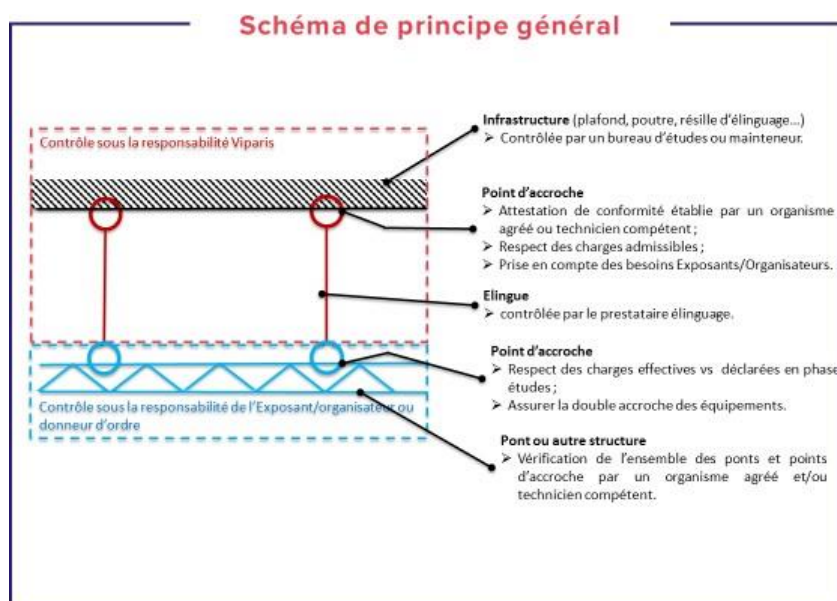 Schéma de principe général
Contrôle sous la responsabilité Viparis
Infrastructure (plafond, poutre, résille d'élinguage...)
➢ Contrôlée par un bureau d'études ou mainteneur.
Point d'accroche
➢ Attestation de conformité établie par un organisme
agréé ou technicien compétent ;
➢ Respect des charges admissibles ;
➢ Prise en compte des besoins Exposants/Organisateurs.
Elingue
➢ contrôlée par le prestataire élinguage.
Point d'accroche
➢ Respect des charges effectives vs déclarées en phase
études ;
➢ Assurer la double accroche des équipements.
Contrôle sous la responsabilité de l'Exposant/organisateur ou
donneur d'ordre
Pont ou autre structure
➢ Vérification de l'ensemble des ponts et points
d'accroche par un organisme agréé et/ou
technicien compétent.